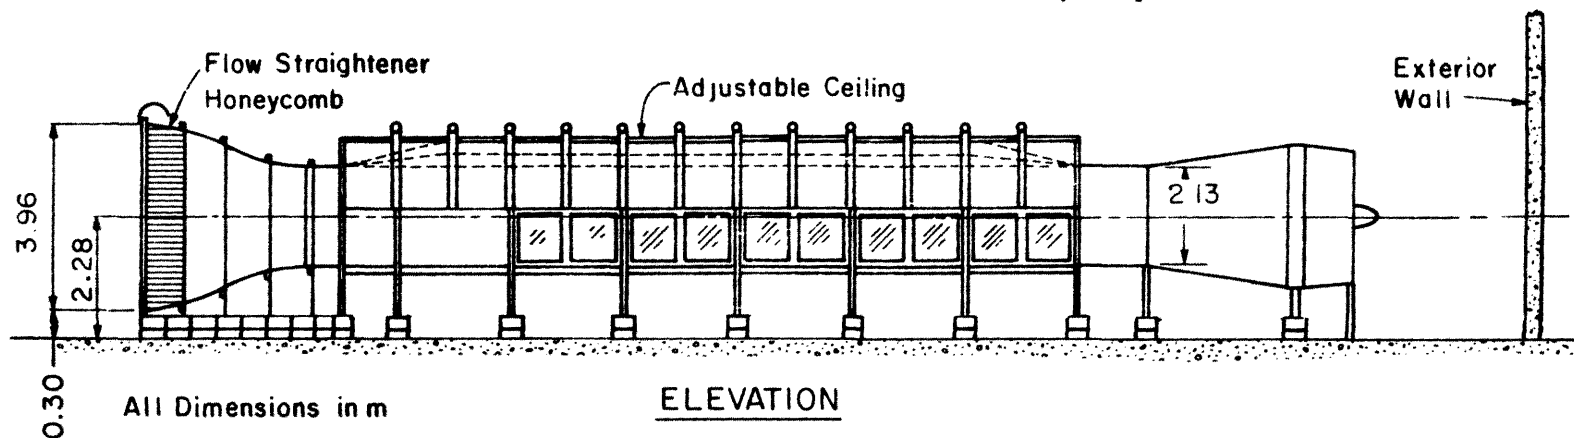 Flow Straightener
Honeycomb
Adjustable Ceiling
Exterior
Wall
3.96
2.28
2 13
0.30
All Dimensions in m
ELEVATION